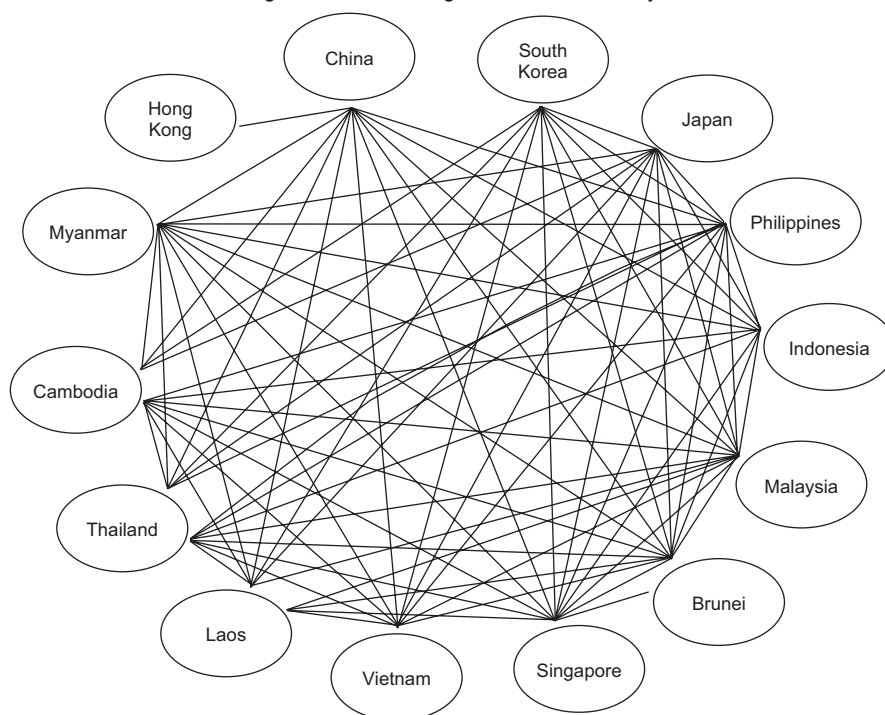 China
South
Korea
Hong
Kong
Japan
Myanmar
Philippines
Cambodia
Indonesia
Thailand
Malaysia
Laos
Brunei
Vietnam
Singapore